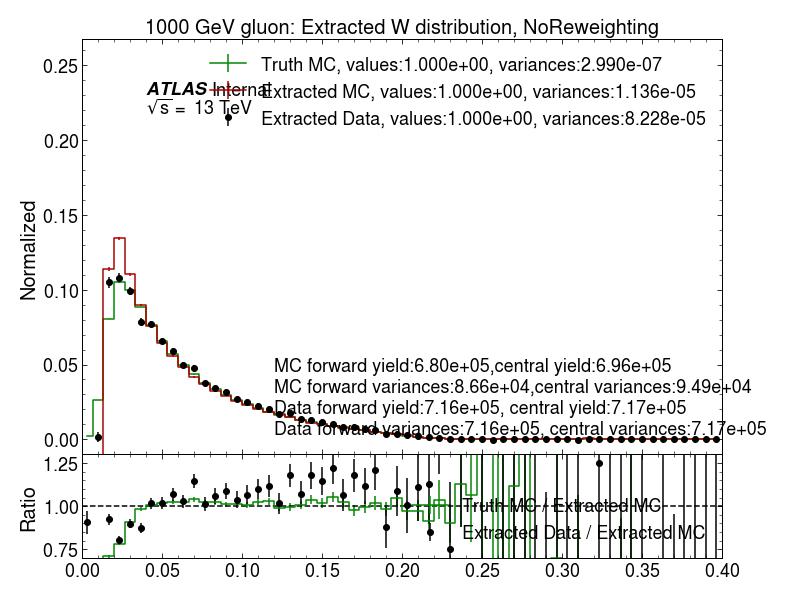 1000 GeV gluon: Extracted W distribution, NoReweighting
Truth MC, values:1.000e+00, variances:2.990e-07
Extracted MC, values:1.000e+00, variances:1.136e-05
Extracted Data, values:1.000e+00, variances:8.228e-05
ATLAS Internal
√s = 13 TeV
Normalized
0.25
0.20
0.15
0.10
0.05
0.00
MC forward yield:6.80e+05,central yield:6.96e+05
MC forward variances:8.66e+04,central variances:9.49e+04
Data forward yield:7.16e+05, central yield:7.17e+05
Data forward variances:7.16e+05, central variances:7.17e+05
Ratio
1.25
1.00
0.75
Truth MC / Extracted MC
Extracted Data / Extracted MC
0.00 0.05 0.10 0.15 0.20 0.25 0.30 0.35 0.40